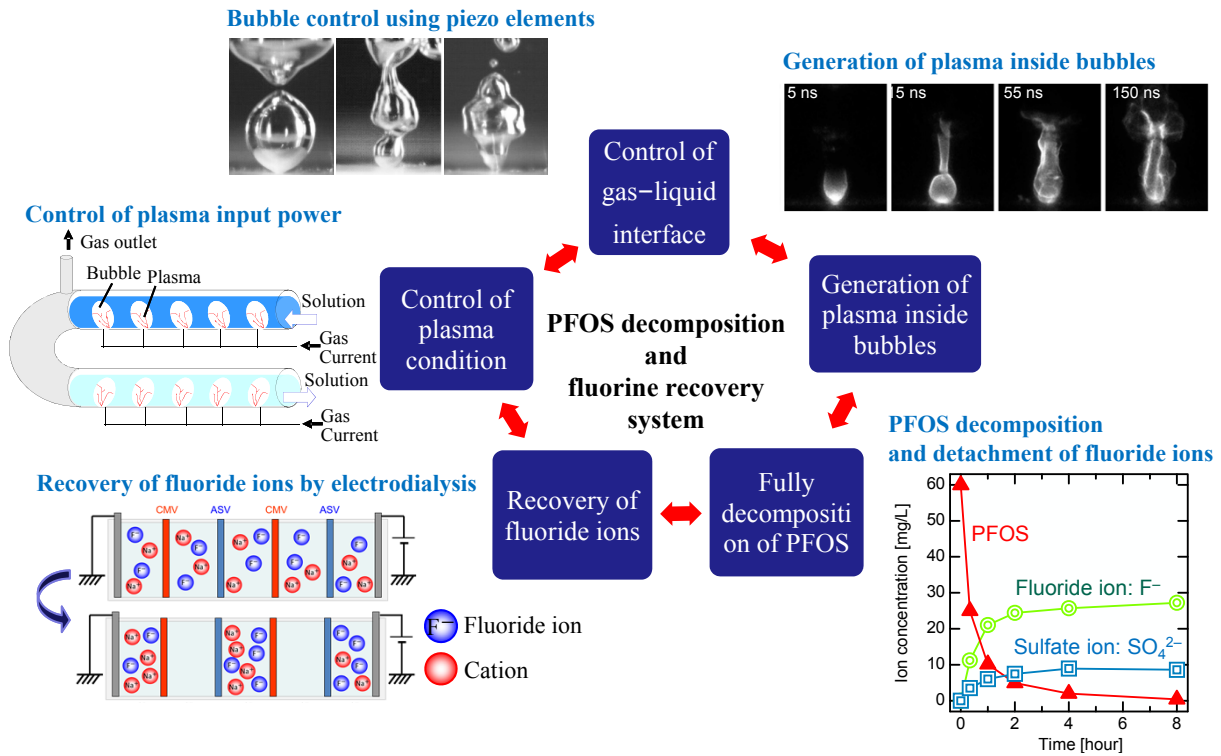 Bubble control using piezo elements
Generation of plasma inside bubbles
5 ns
15 ns
55 ns
150 ns
Control of
gas−liquid
interface
Control of plasma input power
Gas outlet
Bubble
Plasma
Solution
Gas
Current
Solution
Gas
Current
Control of
plasma
condition
PFOS decomposition
and
fluorine recovery
system
Generation of
plasma inside
bubbles
Recovery of
fluoride ions
Fully
decompositi
on of PFOS
Recovery of fluoride ions by electrodialysis
CMV
ASV
CMV
ASV
F⁻ Fluoride ion
Cation
PFOS decomposition
and detachment of fluoride ions
Ion concentration [mg/L]
60
50
40
30
20
10
0
PFOS
Fluoride ion: F⁻
Sulfate ion: SO₄²⁻
0 2 4 6 8
Time [hour]